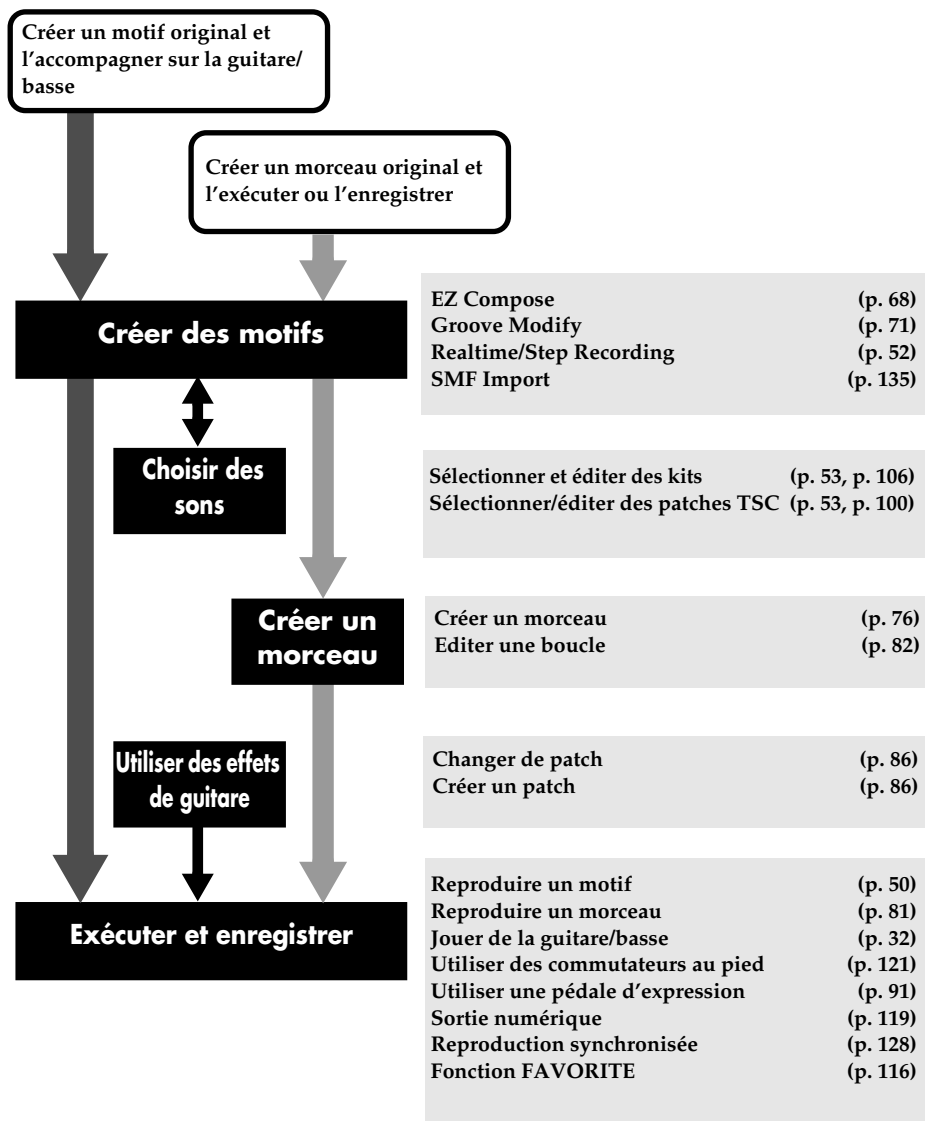 Créer un motif original et
l'accompagner sur la guitare/
basse
Créer un morceau original et
l'exécuter ou l'enregistrer
Créer des motifs
EZ Compose (p. 68)
Groove Modify (p. 71)
Realtime/Step Recording (p. 52)
SMF Import (p. 135)
Choisir des
sons
Sélectionner et éditer des kits (p. 53, p. 106)
Sélectionner/éditer des patches TSC (p. 53, p. 100)
Créer un
morceau
Créer un morceau (p. 76)
Editer une boucle (p. 82)
Utiliser des effets
de guitare
Changer de patch (p. 86)
Créer un patch (p. 86)
Exécuter et enregistrer
Reproduire un motif (p. 50)
Reproduire un morceau (p. 81)
Jouer de la guitare/basse (p. 32)
Utiliser des commutateurs au pied (p. 121)
Utiliser une pédale d'expression (p. 91)
Sortie numérique (p. 119)
Reproduction synchronisée (p. 128)
Fonction FAVORITE (p. 116)